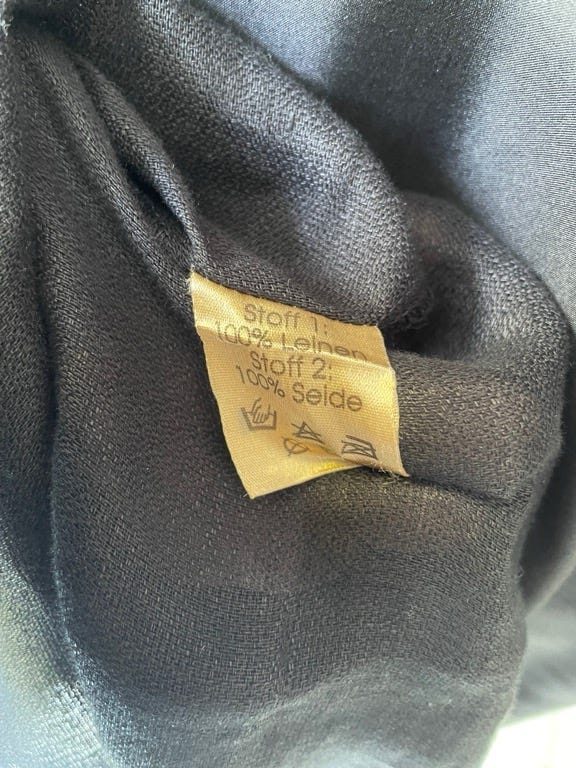 Stoff 1:
100% Leinen
Stoff 2:
100% Seide